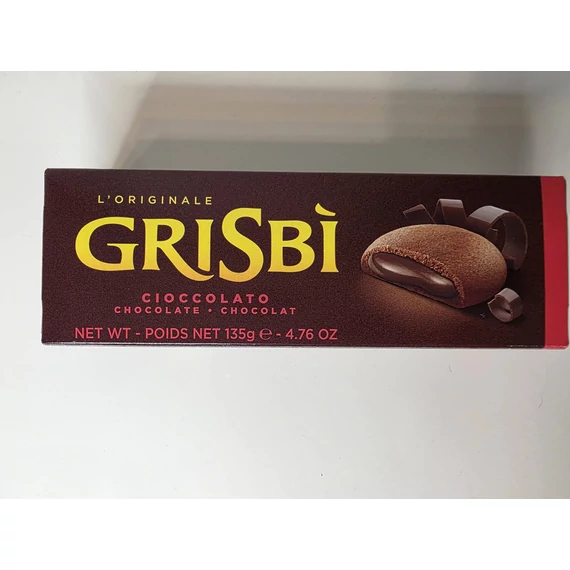 L'ORIGINALE
GRISBÌ
CIOCCOLATO
CHOCOLATE • CHOCOLAT
NET WT - POIDS NET 135g ℮ - 4.76 OZ